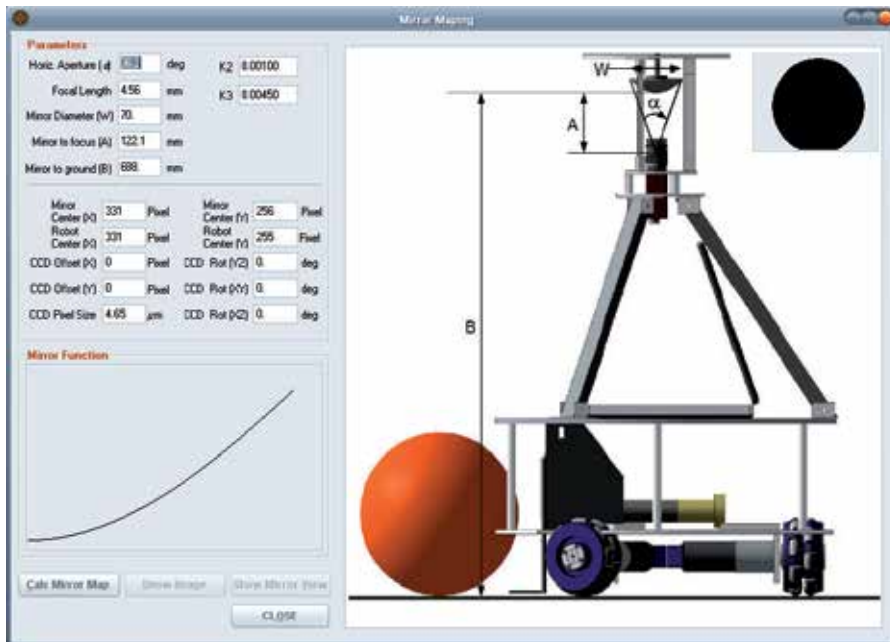 Mirror Maping
Parameters
Horiz. Aperture (α) deg
K2 0.00100
Focal Length 4.56 mm
K3 0.00450
Mirror Diameter (W) 70. mm
Mirror to focus (A) 122.1 mm
Mirror to ground (B) 688. mm
Mirror Center (X) 331 Pixel
Mirror Center (Y) 256 Pixel
Robot Center (X) 331 Pixel
Robot Center (Y) 255 Pixel
CCD Offset (X) 0 Pixel
CCD Rot (YZ) 0. deg
CCD Offset (Y) 0 Pixel
CCD Rot (XY) 0. deg
CCD Pixel Size 4.65 µm
CCD Rot (XZ) 0. deg
Mirror Function
Calc Mirror Map
Show Image
Show Mirror View
CLOSE
W
A
α
B